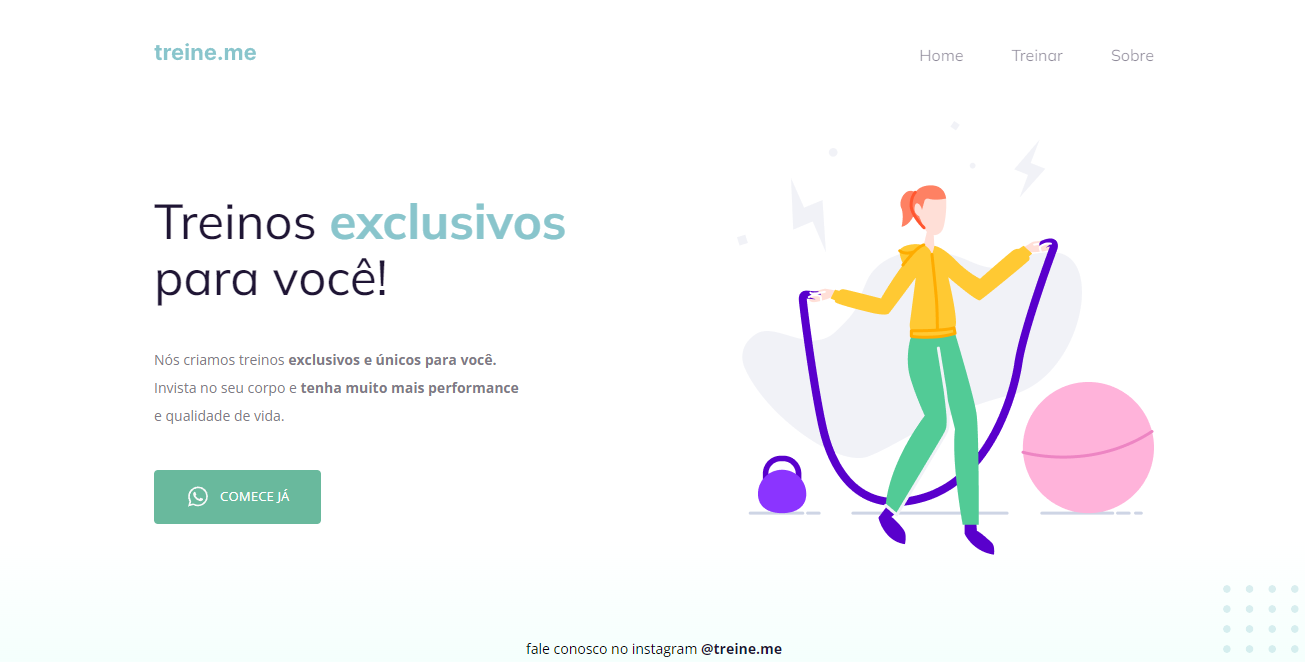 treine.me
Home Treinar Sobre
Treinos exclusivos
para você!
Nós criamos treinos exclusivos e únicos para você.
Invista no seu corpo e tenha muito mais performance
e qualidade de vida.
COMECE JÁ
fale conosco no instagram @treine.me